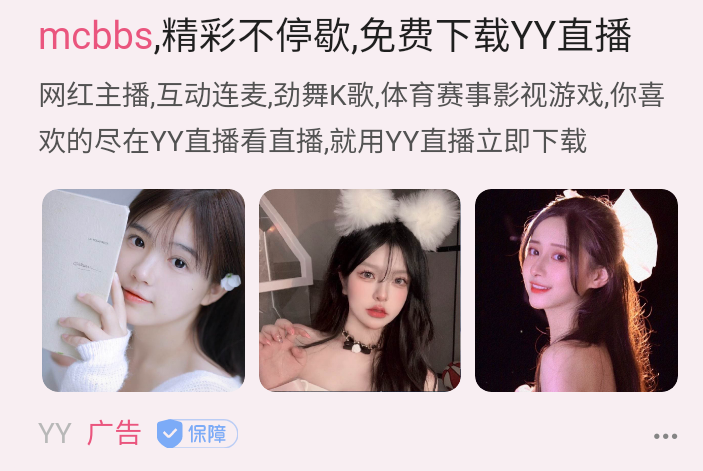 mcbbs,精彩不停歇,免费下载YY直播
网红主播,互动连麦,劲舞K歌,体育赛事影视游戏,你喜
欢的尽在YY直播看直播,就用YY直播立即下载
YY 广告 保障